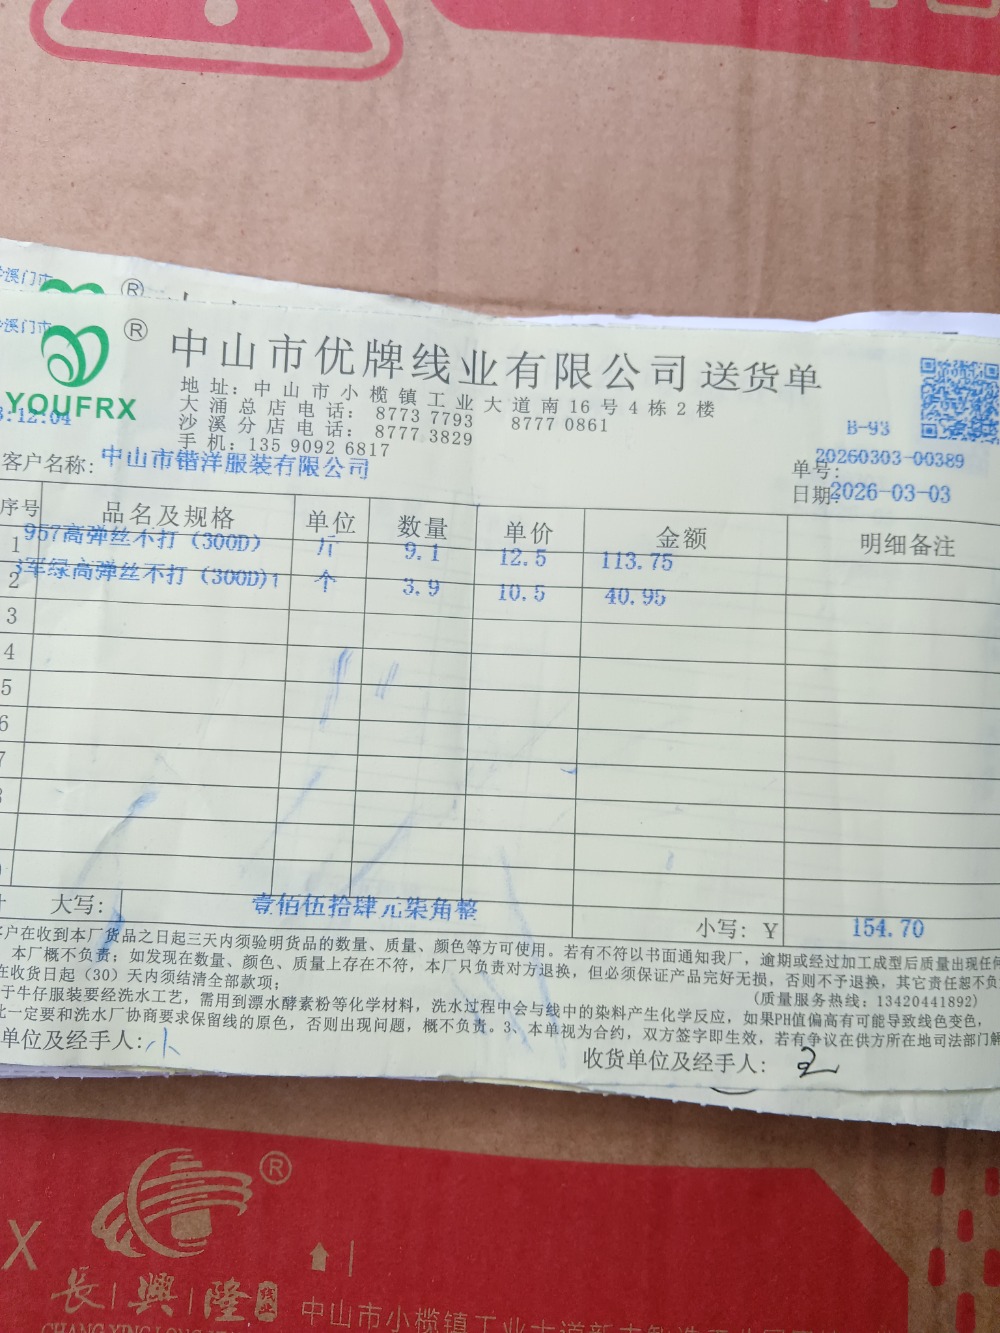 溪门市
®
溪门市
®
YOUFRX
:12:04
中山市优牌线业有限公司 送货单
地址:中山市小榄镇工业大道南16号4栋2楼
大涌总店电话: 8773 7793 8777 0861
沙溪分店电话: 8777 3829
手机:135 9092 6817
B-93
客户名称:中山市锴洋服装有限公司
单号:20260303-00389
日期:2026-03-03
序号 品名及规格 单位 数量 单价 金额 明细备注
1 957高弹丝不打（300D） 斤 9.1 12.5 113.75
2 军绿高弹丝不打（300D） 个 3.9 10.5 40.95
3
4
5
6
7
大写: 壹佰伍拾肆元柒角整 小写: Y 154.70
客户在收到本厂货品之日起三天内须验明货品的数量、质量、颜色等方可使用。若有不符以书面通知我厂，逾期或经过加工成型后质量出现任何
本厂概不负责；如发现在数量、颜色、质量上存在不符，本厂只负责对方退换，但必须保证产品完好无损，否则不予退换，其它责任恕不负
在收货日起（30）天内须结清全部款项；
(质量服务热线: 13420441892)
于牛仔服装要经洗水工艺，需用到漂水酵素粉等化学材料，洗水过程中会与线中的染料产生化学反应，如果PH值偏高有可能导致线色变色，
此一定要和洗水厂协商要求保留线的原色，否则出现问题，概不负责。3、本单视为合约，双方签字即生效，若有争议在供方所在地司法部门解
单位及经手人:小
收货单位及经手人:
®
X
長興隆 线业
中山市小榄镇工业大道